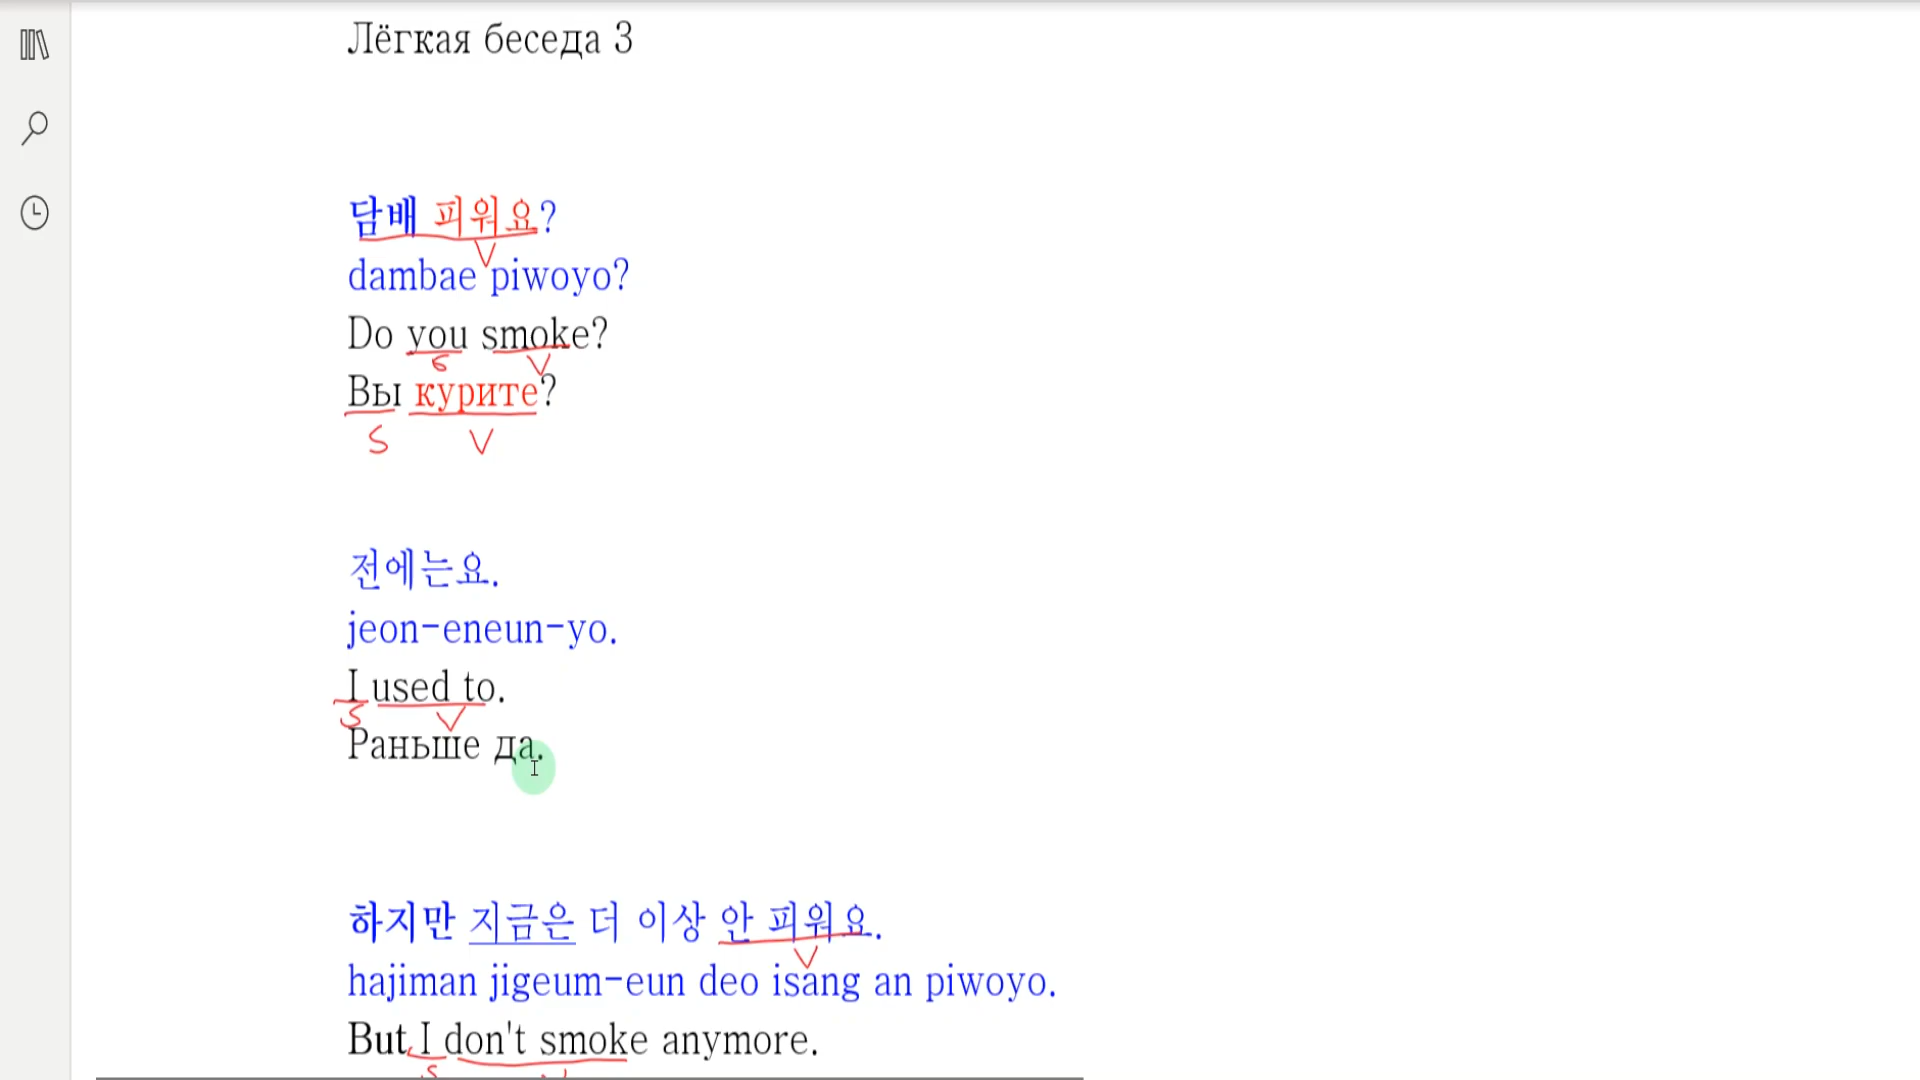 Лёгкая беседа 3
담배 피워요?
V
dambae piwoyo?
Do you smoke?
S V
Вы курите?
S V
전에는요.
jeon-eneun-yo.
I used to.
S V
Раньше да.
하지만 지금은 더 이상 안 피워요.
V
hajiman jigeum-eun deo isang an piwoyo.
But I don't smoke anymore.
S